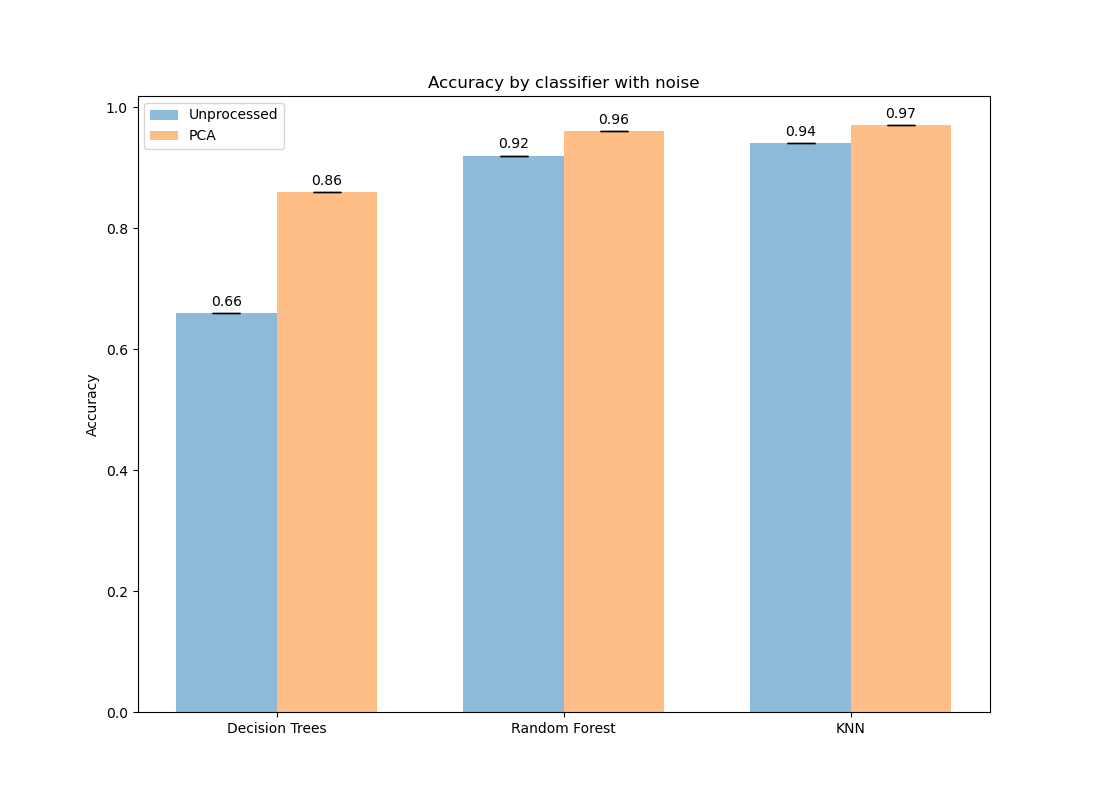 Accuracy by classifier with noise
Unprocessed
PCA
1.0
0.8
0.6
0.4
0.2
0.0
Accuracy
0.66
0.86
0.92
0.96
0.94
0.97
Decision Trees
Random Forest
KNN